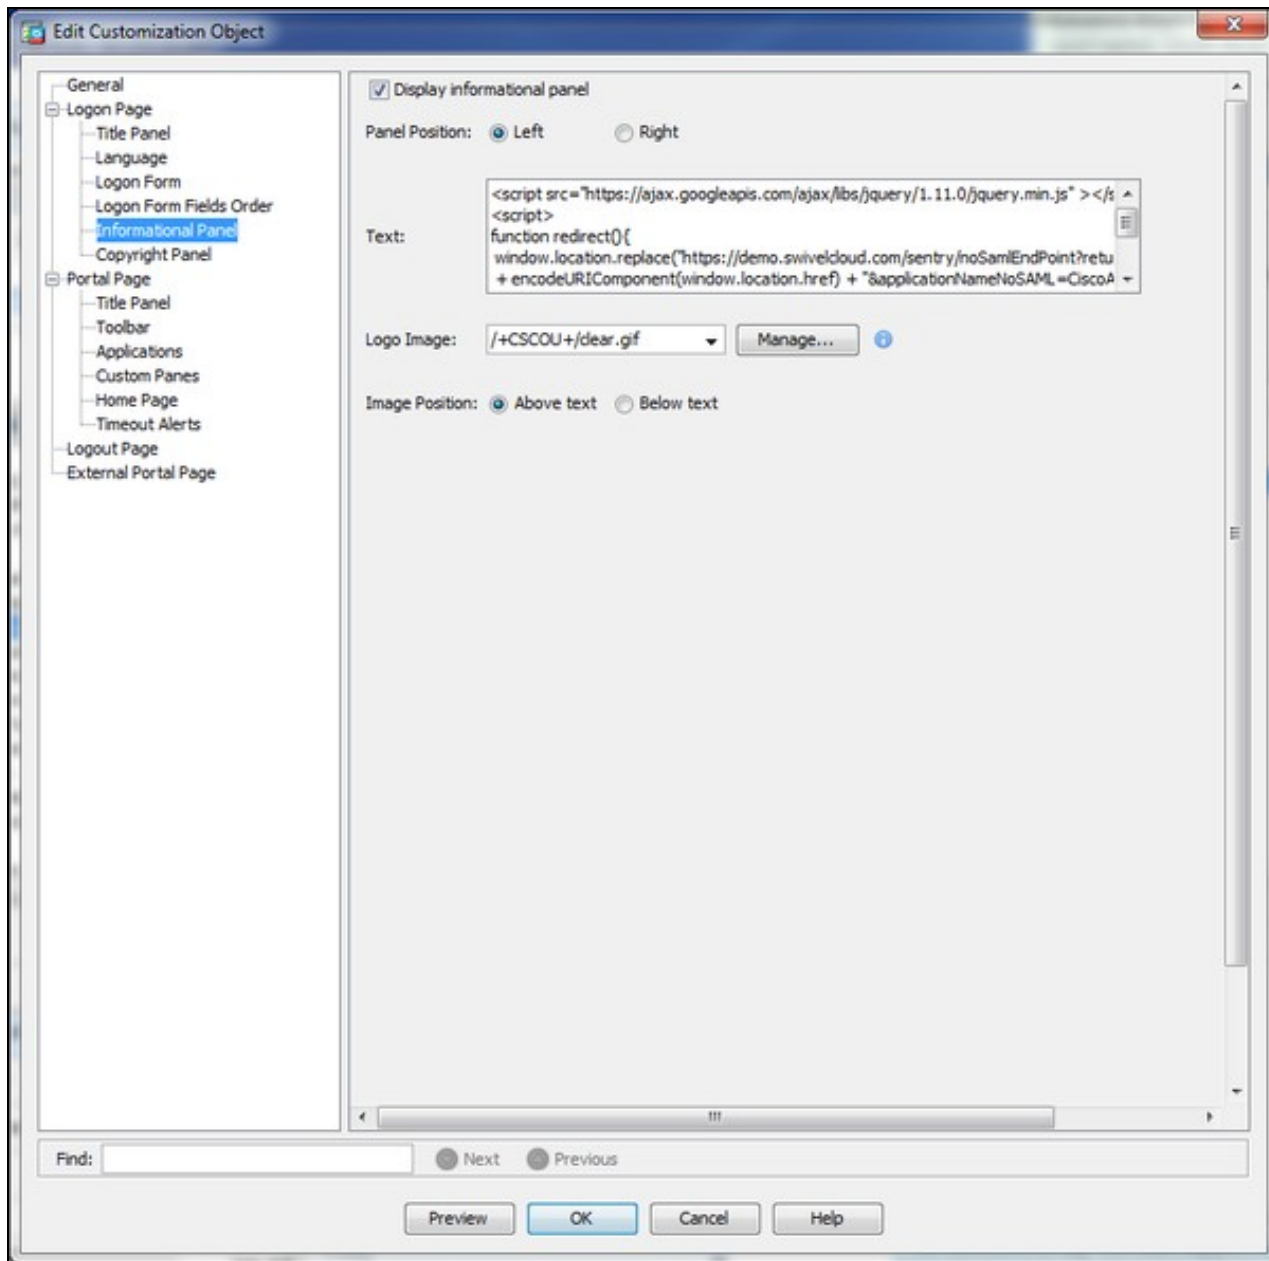 Edit Customization Object
General
Logon Page
Title Panel
Language
Logon Form
Logon Form Fields Order
Informational Panel
Copyright Panel
Portal Page
Title Panel
Toolbar
Applications
Custom Panes
Home Page
Timeout Alerts
Logout Page
External Portal Page
Display informational panel
Panel Position: Left Right
Text:
<script src="https://ajax.googleapis.com/ajax/libs/jquery/1.11.0/jquery.min.js" ></s
<script>
function redirect(){
window.location.replace("https://demo.swivelcloud.com/sentry/noSamlEndPoint?retu
+ encodeURIComponent(window.location.href) + "&applicationNameNoSAML=CiscoA
Logo Image: /+CSCOU+/clear.gif Manage...
Image Position: Above text Below text
Find: Next Previous
Preview OK Cancel Help